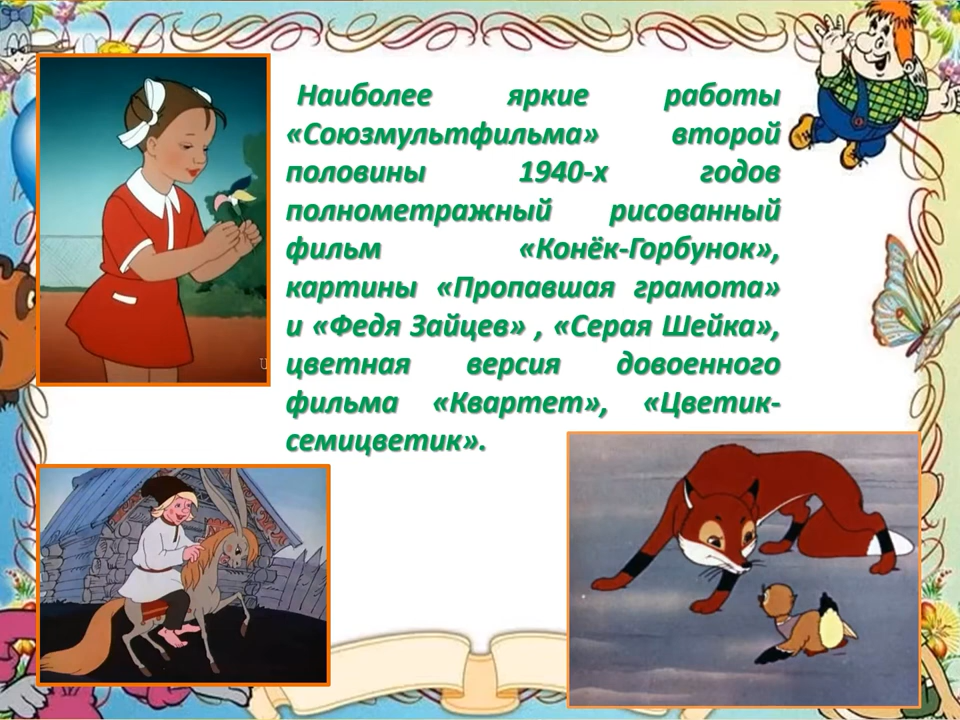 Наиболее яркие работы
«Союзмультфильма» второй
половины 1940-х годов
полнометражный рисованный
фильм «Конёк-Горбунок»,
картины «Пропавшая грамота»
и «Федя Зайцев» , «Серая Шейка»,
цветная версия довоенного
фильма «Квартет», «Цветик-
семицветик».